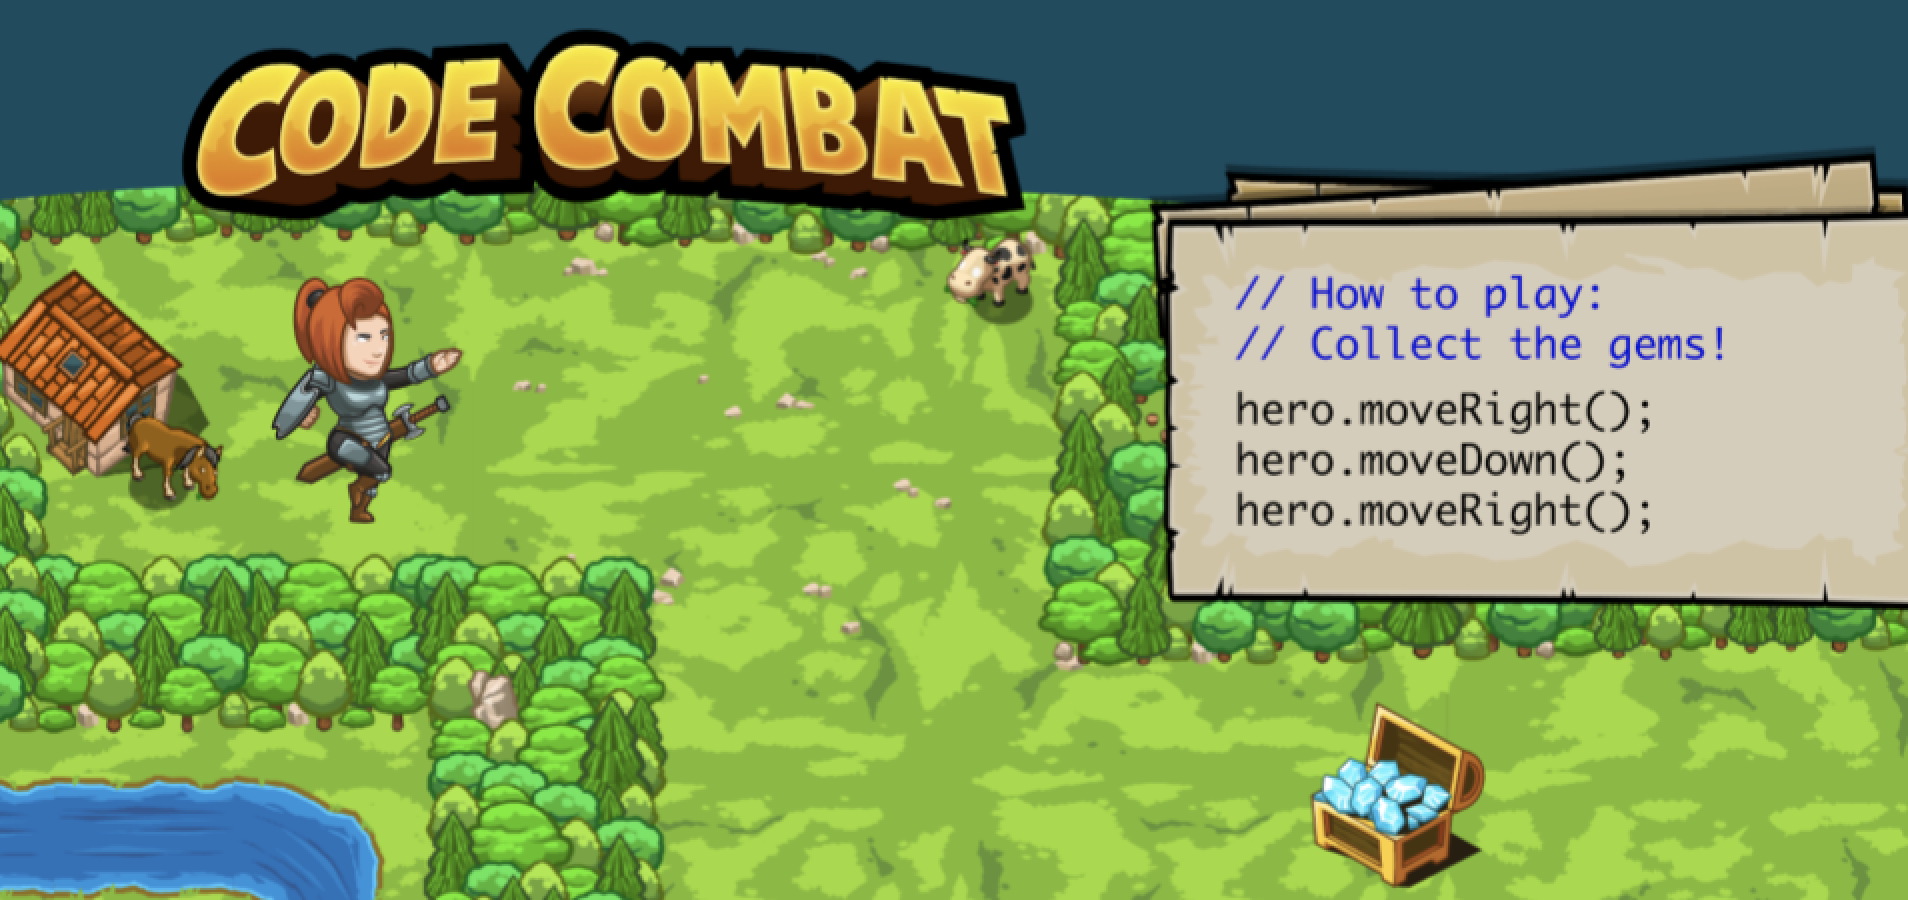 CODE COMBAT
// How to play:
// Collect the gems!
hero.moveRight();
hero.moveDown();
hero.moveRight();